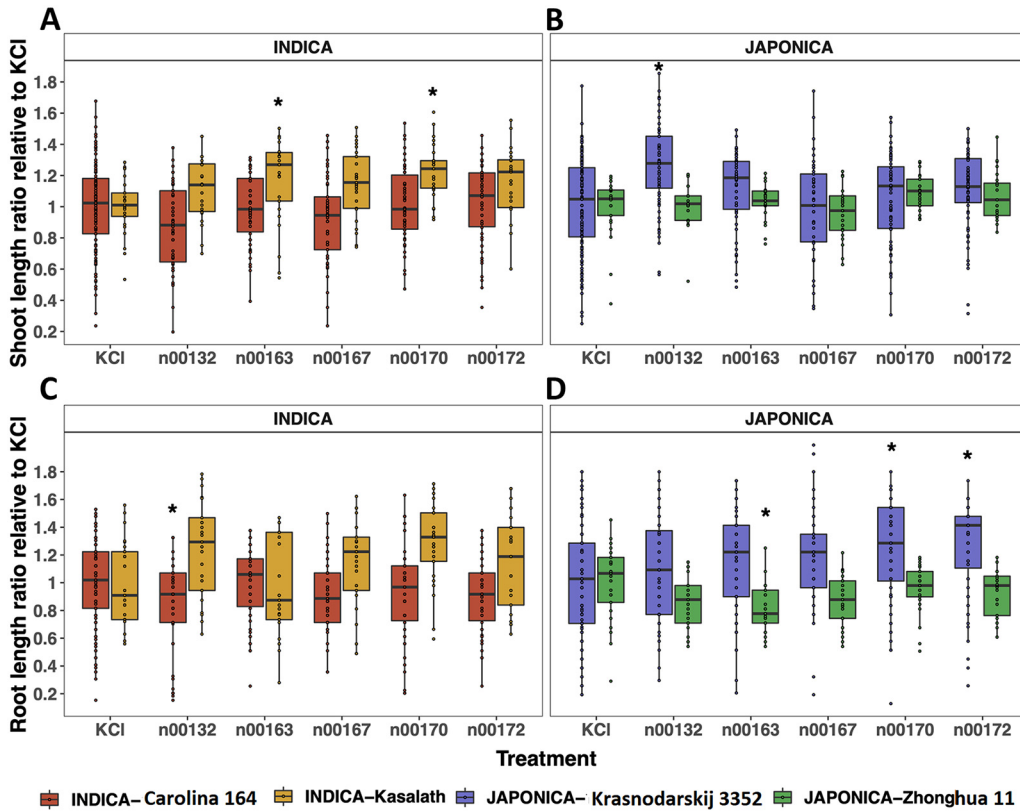 A
B
INDICA
JAPONICA
Shoot length ratio relative to KCl
1.8
1.6
1.4
1.2
1
0.8
0.6
0.4
0.2
*
*
*
KCl n00132 n00163 n00167 n00170 n00172
KCl n00132 n00163 n00167 n00170 n00172
C
D
INDICA
JAPONICA
Root length ratio relative to KCl
1.8
1.6
1.4
1.2
1
0.8
0.6
0.4
0.2
*
*
*
*
KCl n00132 n00163 n00167 n00170 n00172
KCl n00132 n00163 n00167 n00170 n00172
Treatment
INDICA–Carolina 164 INDICA–Kasalath JAPONICA–Krasnodarskij 3352 JAPONICA–Zhonghua 11